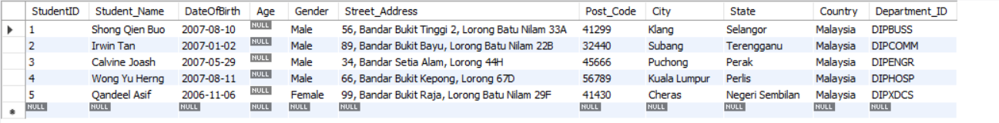 StudentID Student_Name DateOfBirth Age Gender Street_Address Post_Code City State Country Department_ID
1 Shong Qien Buo 2007-08-10 NULL Male 56, Bandar Bukit Tinggi 2, Lorong Batu Nilam 33A 41299 Klang Selangor Malaysia DIPBUSS
2 Irwin Tan 2007-01-02 NULL Male 89, Bandar Bukit Bayu, Lorong Batu Nilam 22B 32440 Subang Terengganu Malaysia DIPCOMM
3 Calvine Joash 2007-05-29 NULL Male 34, Bandar Setia Alam, Lorong 44H 45666 Puchong Perak Malaysia DIPENGR
4 Wong Yu Herng 2007-08-11 NULL Male 66, Bandar Bukit Kepong, Lorong 67D 56789 Kuala Lumpur Perlis Malaysia DIPHOSP
5 Qandeel Asif 2006-11-06 NULL Female 99, Bandar Bukit Raja, Lorong Batu Nilam 29F 41430 Cheras Negeri Sembilan Malaysia DIPXDCS
NULL NULL NULL NULL NULL NULL NULL NULL NULL NULL NULL